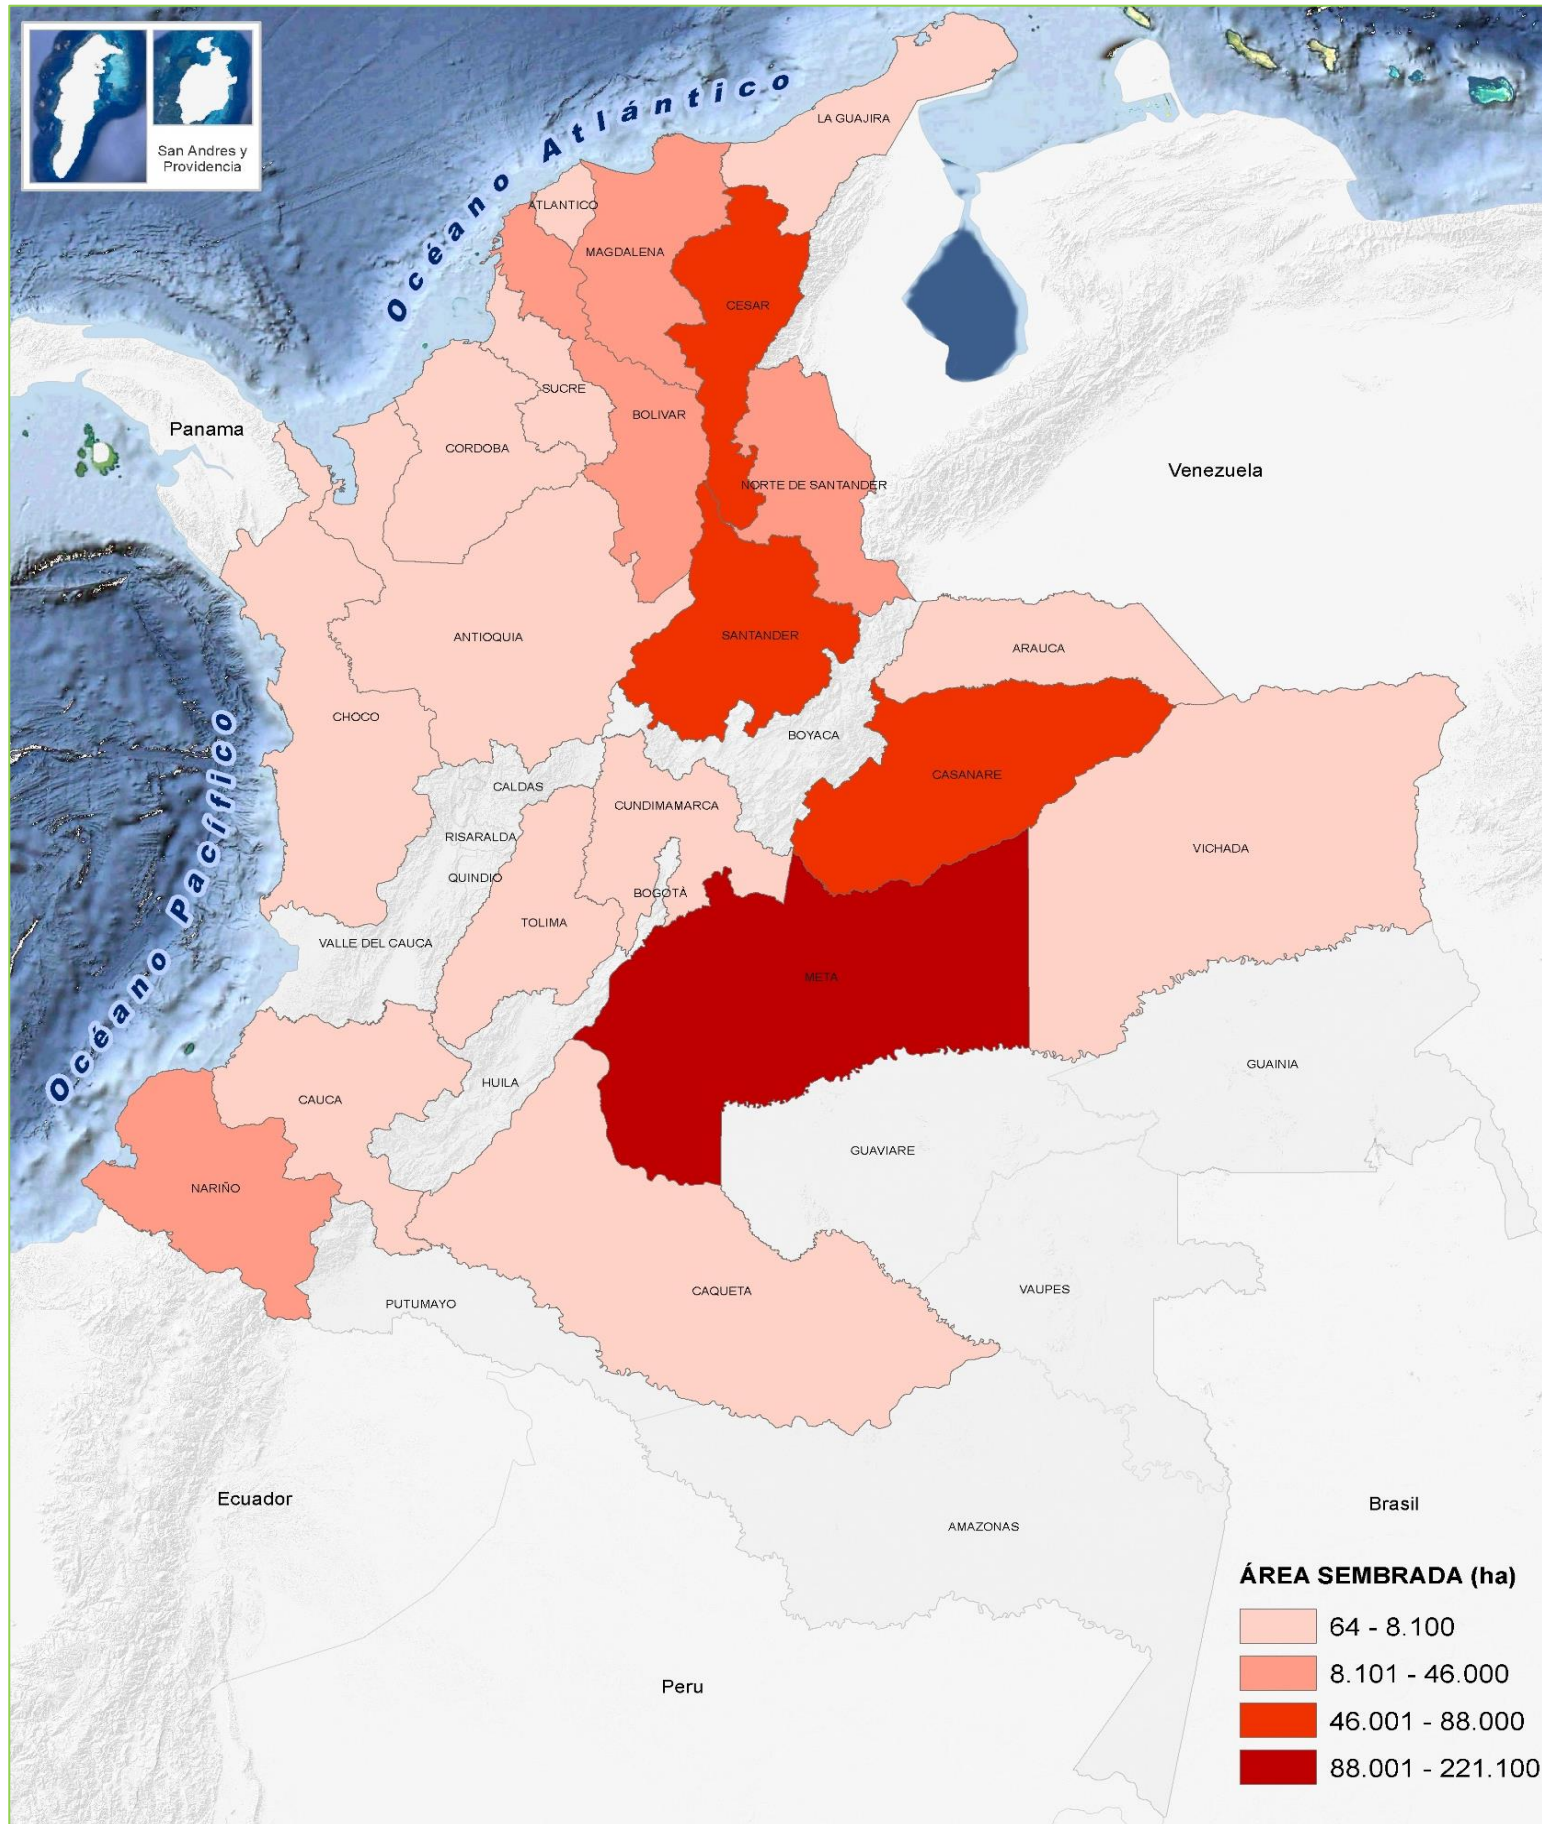 San Andres y
Providencia
Océano Atlántico
LA GUAJIRA
ATLANTICO
MAGDALENA
CESAR
SUCRE
BOLIVAR
Panama
CORDOBA
Venezuela
NORTE DE SANTANDER
ANTIOQUIA
SANTANDER
ARAUCA
CHOCO
BOYACA
CASANARE
CALDAS
CUNDIMAMARCA
RISARALDA
VICHADA
QUINDIO
BOGOTÀ
TOLIMA
VALLE DEL CAUCA
META
Océano Pacífico
GUAINIA
HUILA
CAUCA
GUAVIARE
NARIÑO
CAQUETA
VAUPES
PUTUMAYO
Ecuador
Brasil
AMAZONAS
Peru
ÁREA SEMBRADA (ha)
64 - 8.100
8.101 - 46.000
46.001 - 88.000
88.001 - 221.100